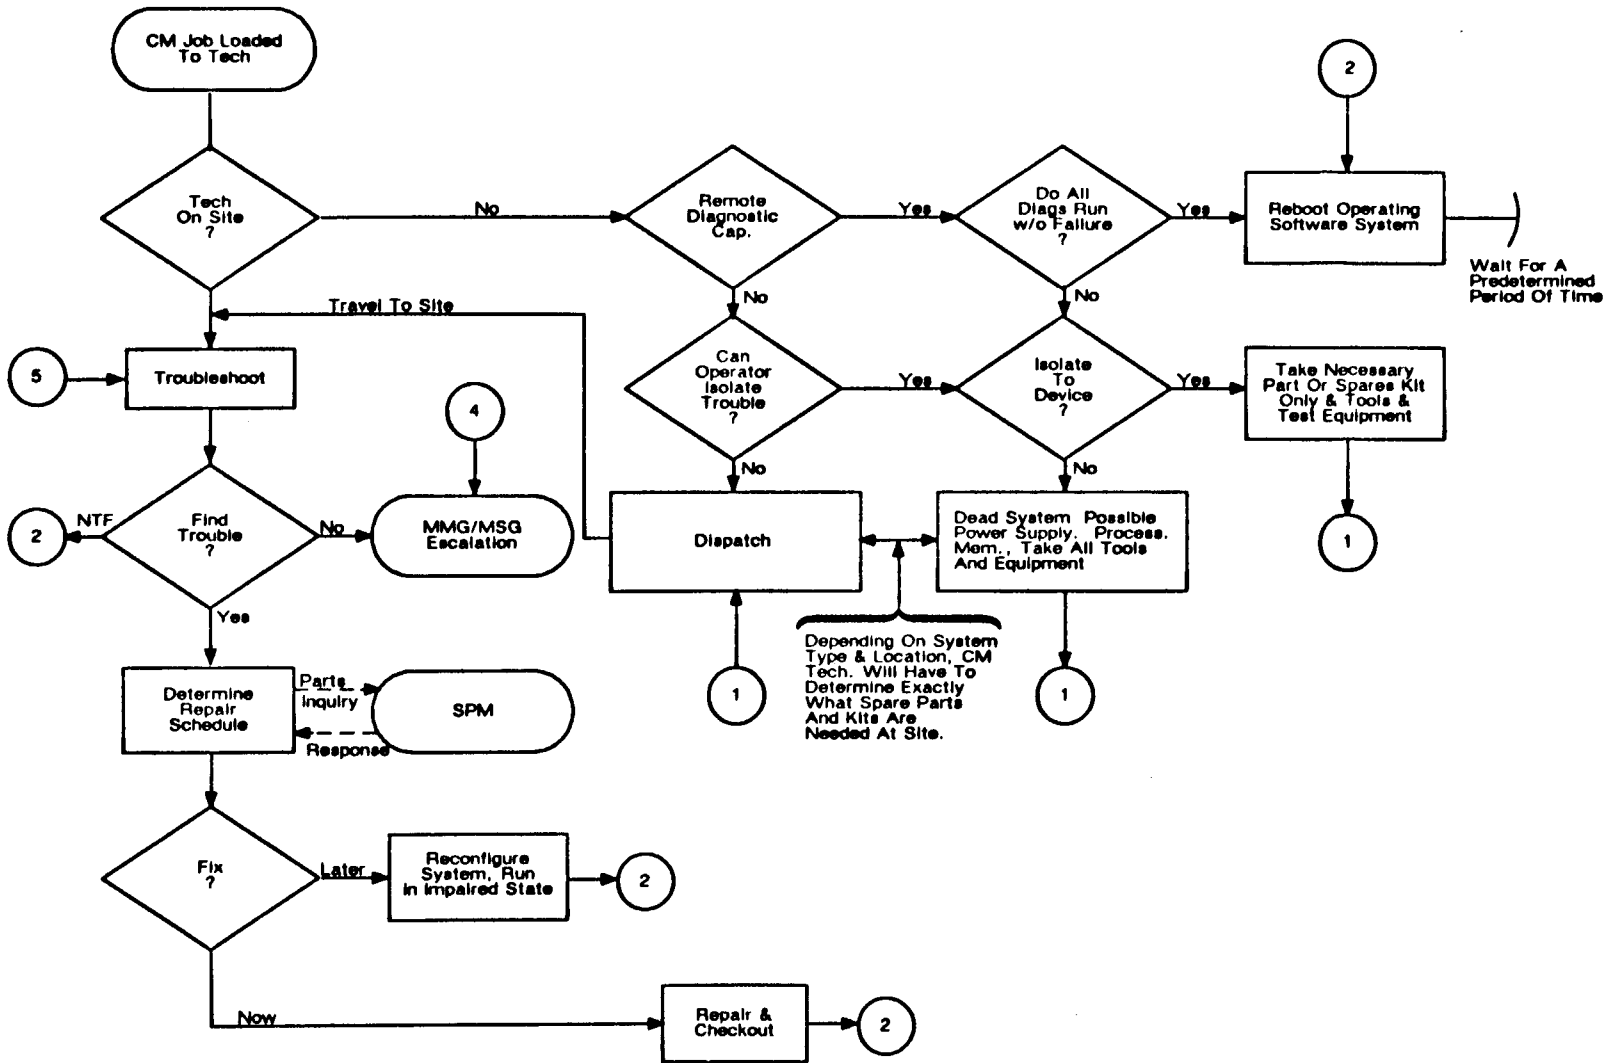 CM Job Loaded
To Tech
2
Tech
On Site
?
No
Remote
Diagnostic
Cap.
Yes
Do All
Diags Run
w/o Failure
?
Yes
Reboot Operating
Software System
Wait For A
Predetermined
Period Of Time
No
No
Travel To Site
5
Troubleshoot
4
Can
Operator
Isolate
Trouble
?
Yes
Isolate
To
Device
?
Yes
Take Necessary
Part Or Spares Kit
Only & Tools &
Test Equipment
No
No
2
NTF
Find
Trouble
?
No
MMG/MSG
Escalation
Dispatch
Dead System Possible
Power Supply. Process.
Mem., Take All Tools
And Equipment
1
Yes
Depending On System
Type & Location, CM
Tech. Will Have To
Determine Exactly
What Spare Parts
And Kits Are
Needed At Site.
1
1
Determine
Repair
Schedule
Parts
Inquiry
Response
SPM
Fix
?
Later
Reconfigure
System, Run
In Impaired State
2
Now
Repair &
Checkout
2